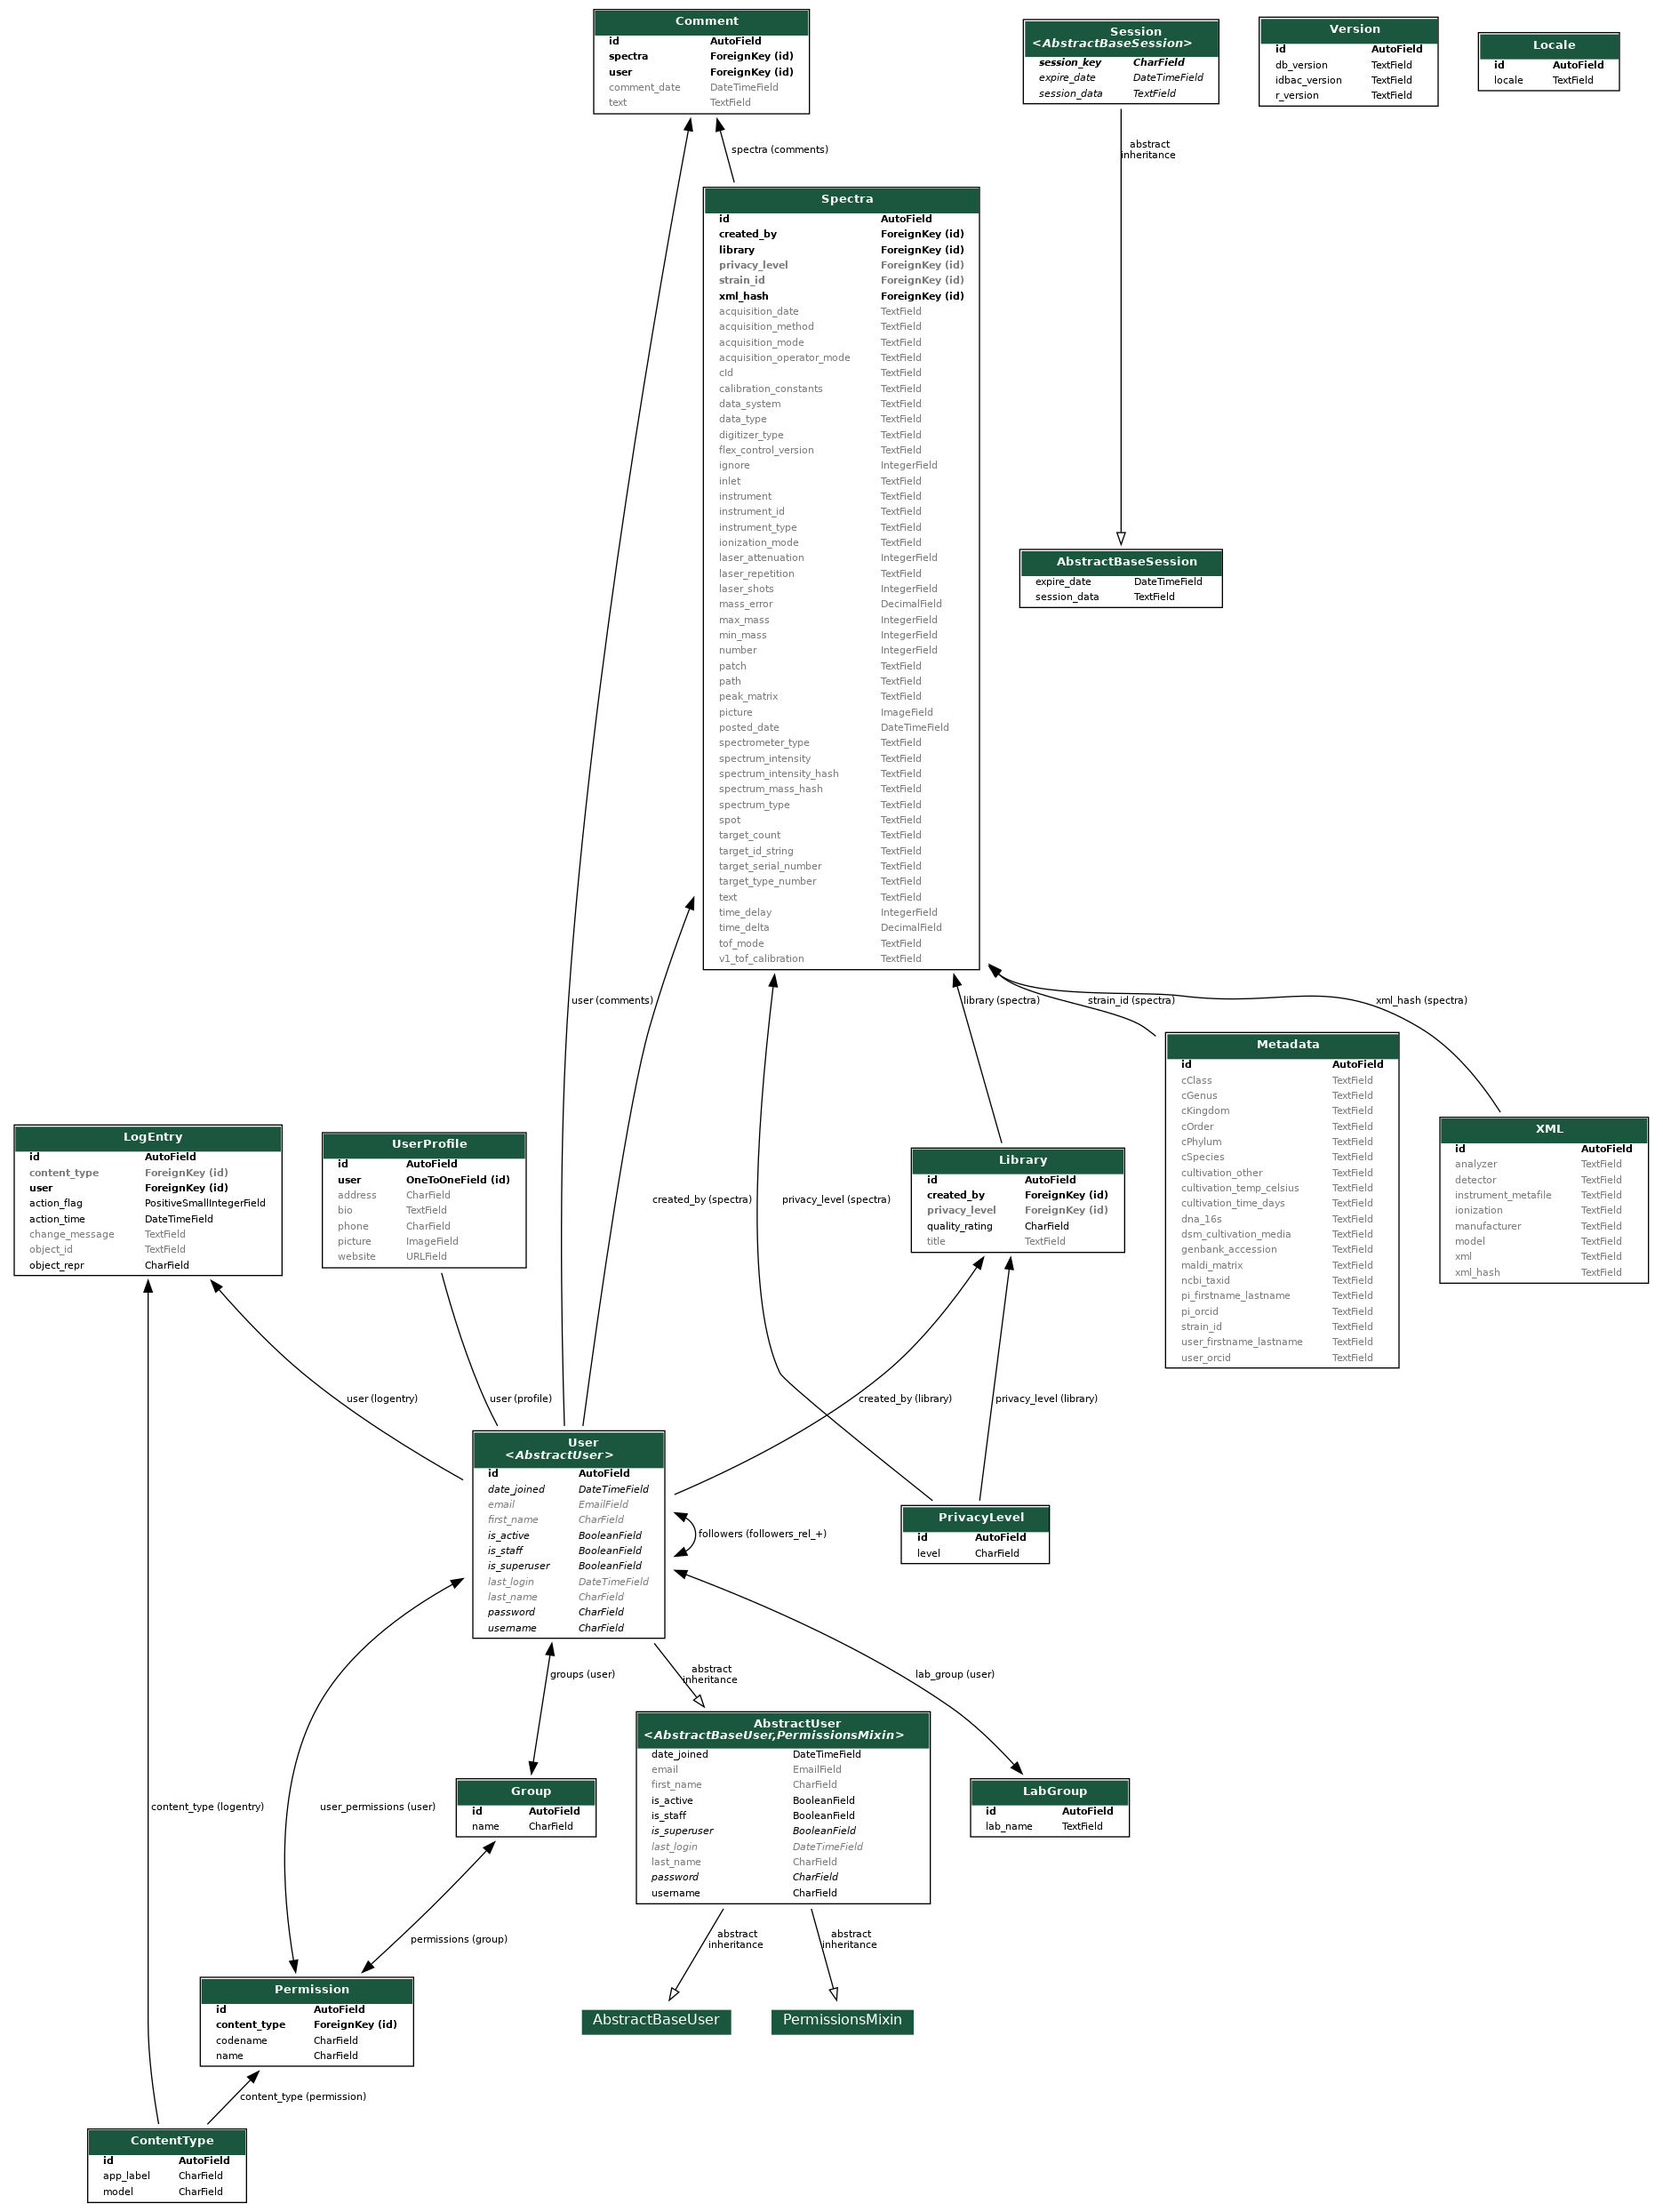 Comment
id AutoField
spectra ForeignKey (id)
user ForeignKey (id)
comment_date DateTimeField
text TextField
Session
<AbstractBaseSession>
session_key CharField
expire_date DateTimeField
session_data TextField
Version
id AutoField
db_version TextField
idbac_version TextField
r_version TextField
Locale
id AutoField
locale TextField
spectra (comments)
abstract
inheritance
Spectra
id AutoField
created_by ForeignKey (id)
library ForeignKey (id)
privacy_level ForeignKey (id)
strain_id ForeignKey (id)
xml_hash ForeignKey (id)
acquisition_date TextField
acquisition_method TextField
acquisition_mode TextField
acquisition_operator_mode TextField
cId TextField
calibration_constants TextField
data_system TextField
data_type TextField
digitizer_type TextField
flex_control_version TextField
ignore IntegerField
inlet TextField
instrument TextField
instrument_id TextField
instrument_type TextField
ionization_mode TextField
laser_attenuation IntegerField
laser_repetition TextField
laser_shots IntegerField
mass_error DecimalField
max_mass IntegerField
min_mass IntegerField
number IntegerField
patch TextField
path TextField
peak_matrix TextField
picture ImageField
posted_date DateTimeField
spectrometer_type TextField
spectrum_intensity TextField
spectrum_intensity_hash TextField
spectrum_mass_hash TextField
spectrum_type TextField
spot TextField
target_count TextField
target_id_string TextField
target_serial_number TextField
target_type_number TextField
text TextField
time_delay IntegerField
time_delta DecimalField
tof_mode TextField
v1_tof_calibration TextField
AbstractBaseSession
expire_date DateTimeField
session_data TextField
user (comments)
library (spectra)
strain_id (spectra)
xml_hash (spectra)
Metadata
id AutoField
cClass TextField
cGenus TextField
cKingdom TextField
cOrder TextField
cPhylum TextField
cSpecies TextField
cultivation_other TextField
cultivation_temp_celsius TextField
cultivation_time_days TextField
dna_16s TextField
dsm_cultivation_media TextField
genbank_accession TextField
maldi_matrix TextField
ncbi_taxid TextField
pi_firstname_lastname TextField
pi_orcid TextField
strain_id TextField
user_firstname_lastname TextField
user_orcid TextField
XML
id AutoField
analyzer TextField
detector TextField
instrument_metafile TextField
ionization TextField
manufacturer TextField
model TextField
xml TextField
xml_hash TextField
LogEntry
id AutoField
content_type ForeignKey (id)
user ForeignKey (id)
action_flag PositiveSmallIntegerField
action_time DateTimeField
change_message TextField
object_id TextField
object_repr CharField
UserProfile
id AutoField
user OneToOneField (id)
address CharField
bio TextField
phone CharField
picture ImageField
website URLField
created_by (spectra)
privacy_level (spectra)
Library
id AutoField
created_by ForeignKey (id)
privacy_level ForeignKey (id)
quality_rating CharField
title TextField
user (logentry)
user (profile)
created_by (library)
privacy_level (library)
User
<AbstractUser>
id AutoField
date_joined DateTimeField
email EmailField
first_name CharField
is_active BooleanField
is_staff BooleanField
is_superuser BooleanField
last_login DateTimeField
last_name CharField
password CharField
username CharField
followers (followers_rel_+)
PrivacyLevel
id AutoField
level CharField
groups (user)
abstract
inheritance
lab_group (user)
AbstractUser
<AbstractBaseUser,PermissionsMixin>
date_joined DateTimeField
email EmailField
first_name CharField
is_active BooleanField
is_staff BooleanField
is_superuser BooleanField
last_login DateTimeField
last_name CharField
password CharField
username CharField
content_type (logentry)
user_permissions (user)
Group
id AutoField
name CharField
LabGroup
id AutoField
lab_name TextField
permissions (group)
abstract
inheritance
abstract
inheritance
Permission
id AutoField
content_type ForeignKey (id)
codename CharField
name CharField
AbstractBaseUser
PermissionsMixin
content_type (permission)
ContentType
id AutoField
app_label CharField
model CharField